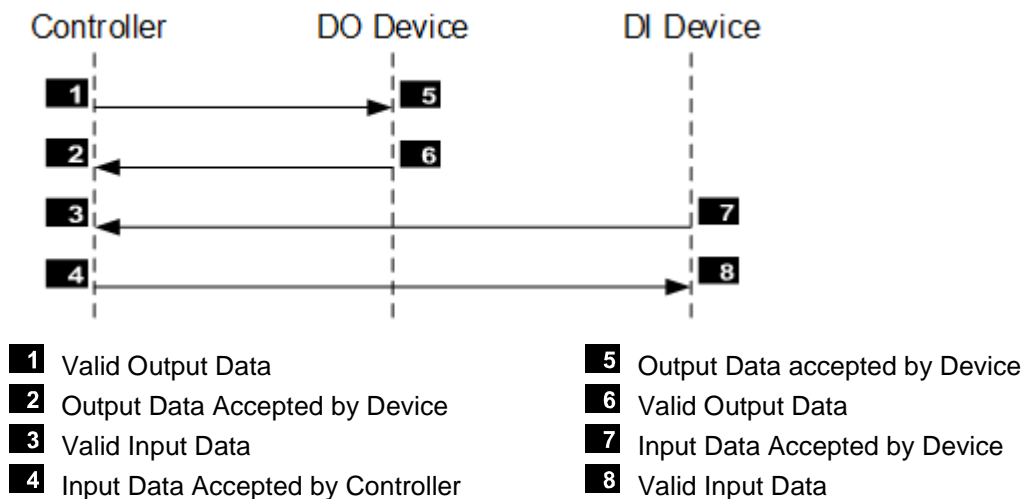 Controller DO Device DI Device
1 5
2 6
3 7
4 8
1 Valid Output Data
2 Output Data Accepted by Device
3 Valid Input Data
4 Input Data Accepted by Controller
5 Output Data accepted by Device
6 Valid Output Data
7 Input Data Accepted by Device
8 Valid Input Data